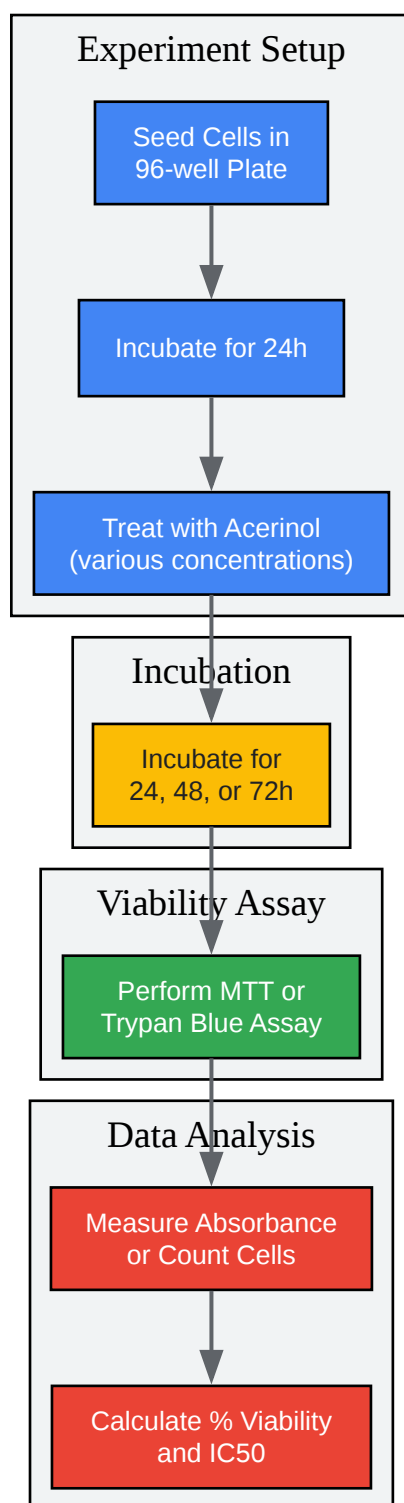 Experiment Setup
Seed Cells in
96-well Plate
Incubate for 24h
Treat with Acerinol
(various concentrations)
Incubation
Incubate for
24, 48, or 72h
Viability Assay
Perform MTT or
Trypan Blue Assay
Data Analysis
Measure Absorbance
or Count Cells
Calculate % Viability
and IC50